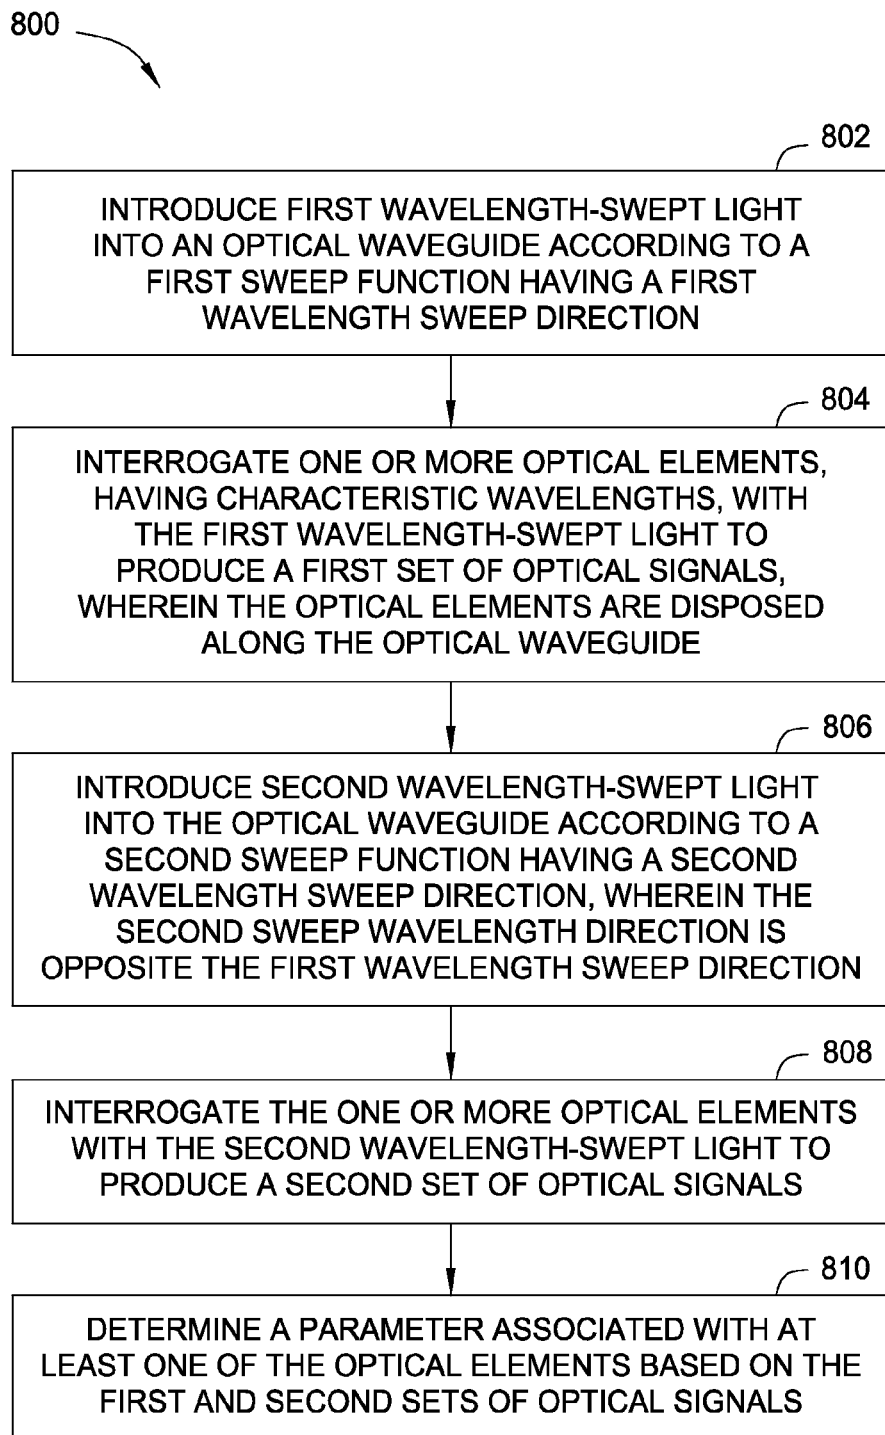 800
802
INTRODUCE FIRST WAVELENGTH-SWEPT LIGHT
INTO AN OPTICAL WAVEGUIDE ACCORDING TO A
FIRST SWEEP FUNCTION HAVING A FIRST
WAVELENGTH SWEEP DIRECTION
804
INTERROGATE ONE OR MORE OPTICAL ELEMENTS,
HAVING CHARACTERISTIC WAVELENGTHS, WITH
THE FIRST WAVELENGTH-SWEPT LIGHT TO
PRODUCE A FIRST SET OF OPTICAL SIGNALS,
WHEREIN THE OPTICAL ELEMENTS ARE DISPOSED
ALONG THE OPTICAL WAVEGUIDE
806
INTRODUCE SECOND WAVELENGTH-SWEPT LIGHT
INTO THE OPTICAL WAVEGUIDE ACCORDING TO A
SECOND SWEEP FUNCTION HAVING A SECOND
WAVELENGTH SWEEP DIRECTION, WHEREIN THE
SECOND SWEEP WAVELENGTH DIRECTION IS
OPPOSITE THE FIRST WAVELENGTH SWEEP DIRECTION
808
INTERROGATE THE ONE OR MORE OPTICAL ELEMENTS
WITH THE SECOND WAVELENGTH-SWEPT LIGHT TO
PRODUCE A SECOND SET OF OPTICAL SIGNALS
810
DETERMINE A PARAMETER ASSOCIATED WITH AT
LEAST ONE OF THE OPTICAL ELEMENTS BASED ON THE
FIRST AND SECOND SETS OF OPTICAL SIGNALS